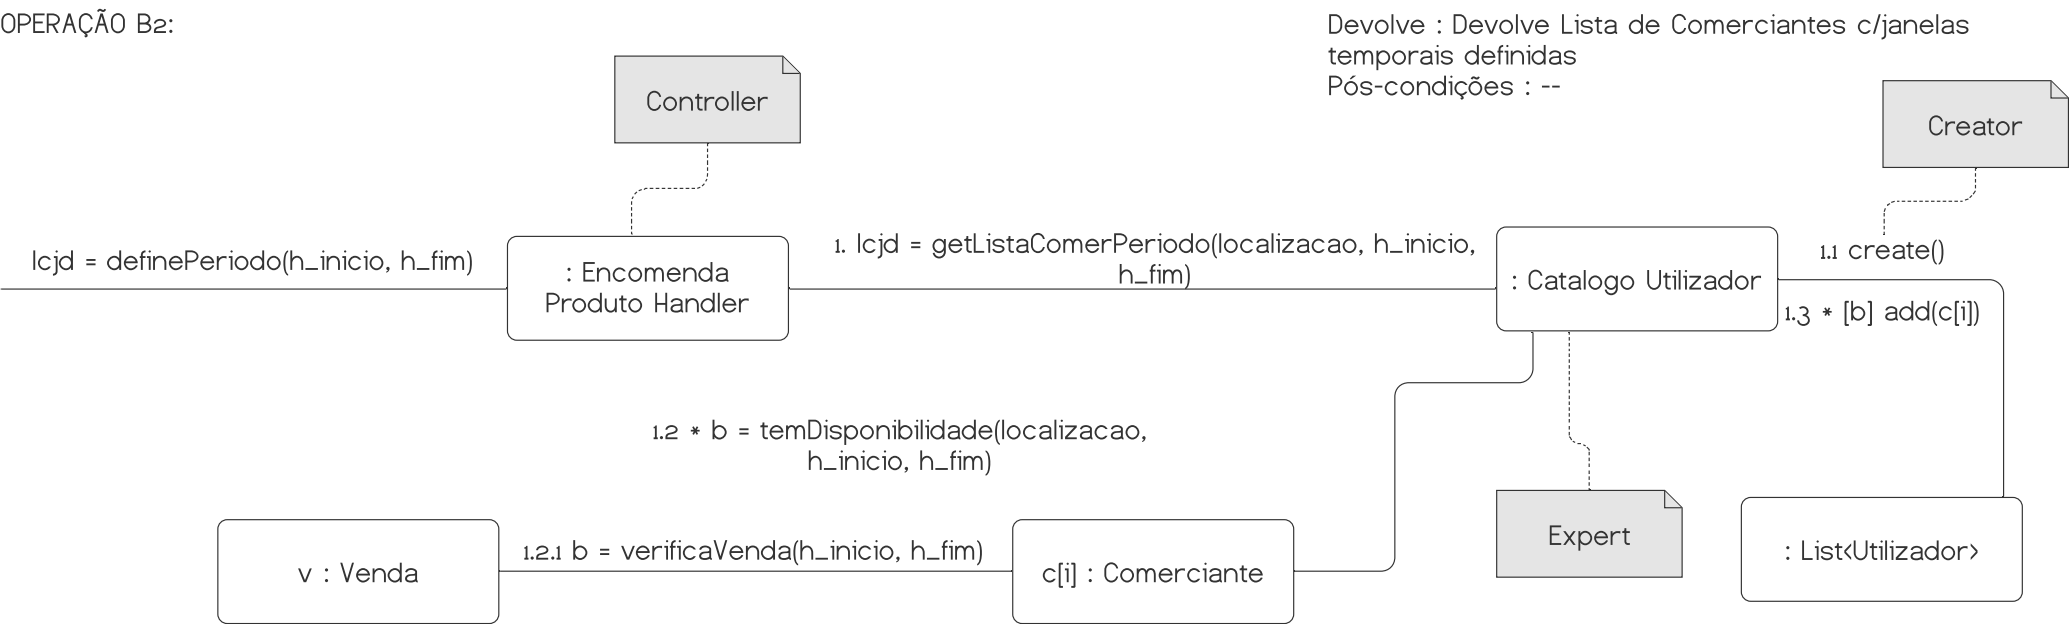 OPERAÇÃO B2:
Devolve : Devolve Lista de Comerciantes c/janelas
temporais definidas
Pós-condições : --
Controller
Creator
lcjd = definePeriodo(h_inicio, h_fim)
: Encomenda
Produto Handler
1. lcjd = getListaComerPeriodo(localizacao, h_inicio,
h_fim)
: Catalogo Utilizador
1.1 create()
1.3 * [b] add(c[i])
1.2 * b = temDisponibilidade(localizacao,
h_inicio, h_fim)
Expert
v : Venda
1.2.1 b = verificaVenda(h_inicio, h_fim)
c[i] : Comerciante
: List<Utilizador>